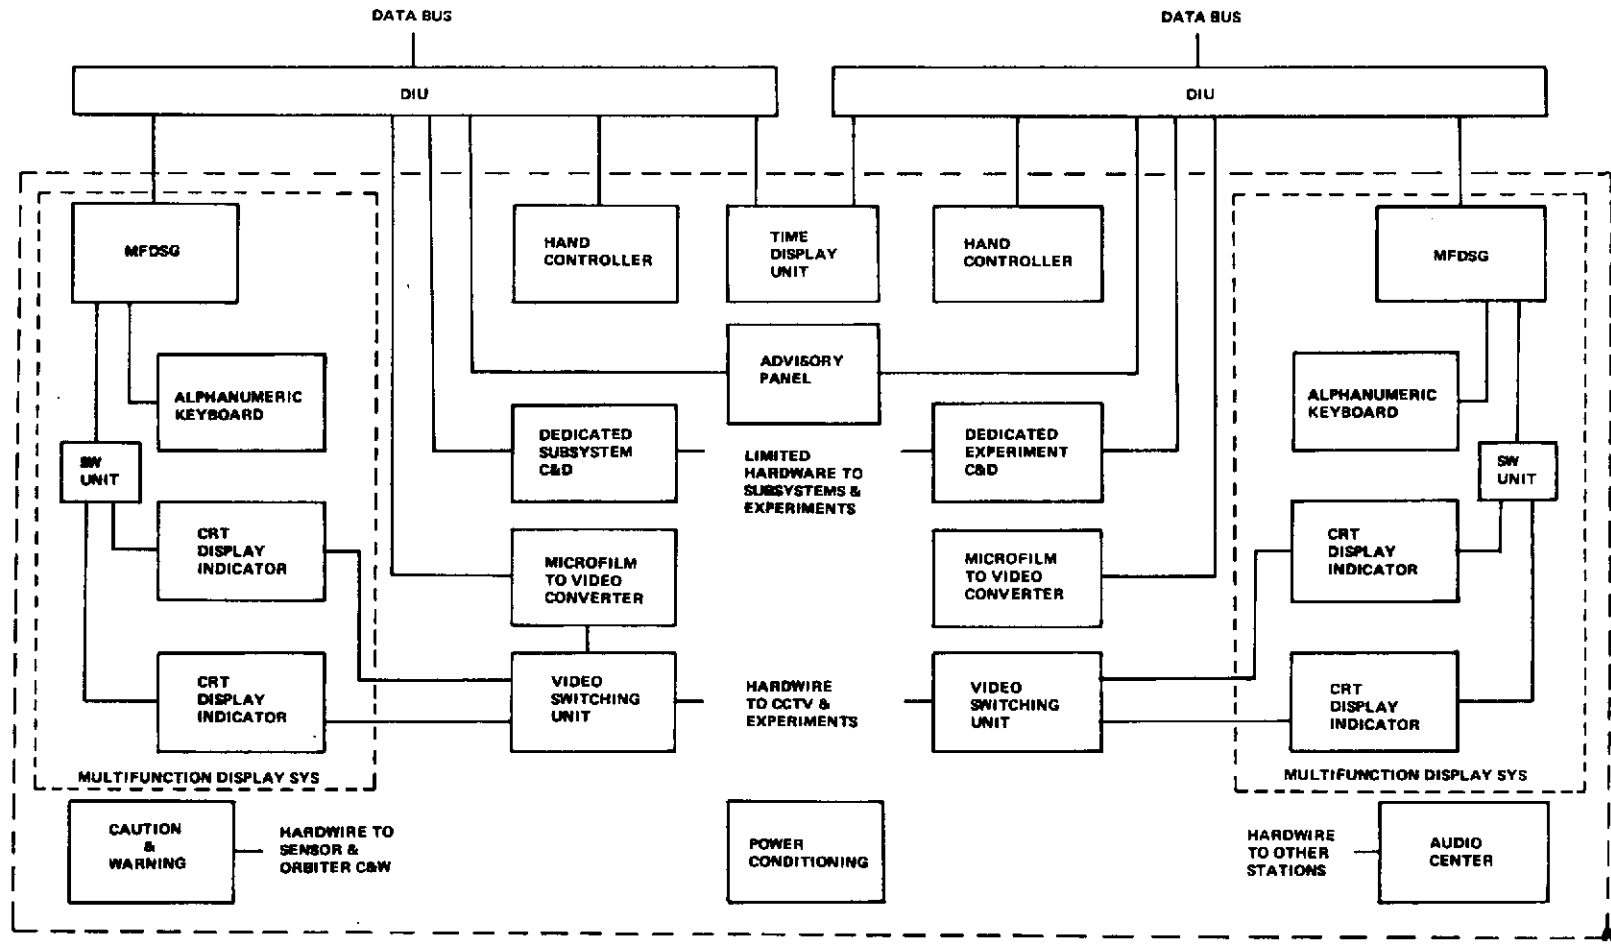 DATA BUS
DATA BUS
DIU
DIU
MFDSG
HAND
CONTROLLER
TIME
DISPLAY
UNIT
HAND
CONTROLLER
MFDSG
ALPHANUMERIC
KEYBOARD
ADVISORY
PANEL
ALPHANUMERIC
KEYBOARD
SW
UNIT
DEDICATED
SUBSYSTEM
C&D
LIMITED
HARDWARE TO
SUBSYSTEMS &
EXPERIMENTS
DEDICATED
EXPERIMENT
C&D
SW
UNIT
CRT
DISPLAY
INDICATOR
MICROFILM
TO VIDEO
CONVERTER
MICROFILM
TO VIDEO
CONVERTER
CRT
DISPLAY
INDICATOR
CRT
DISPLAY
INDICATOR
VIDEO
SWITCHING
UNIT
HARDWIRE
TO CCTV &
EXPERIMENTS
VIDEO
SWITCHING
UNIT
CRT
DISPLAY
INDICATOR
MULTIFUNCTION DISPLAY SYS
MULTIFUNCTION DISPLAY SYS
CAUTION
&
WARNING
HARDWIRE TO
SENSOR &
ORBITER C&W
POWER
CONDITIONING
HARDWIRE
TO OTHER
STATIONS
AUDIO
CENTER